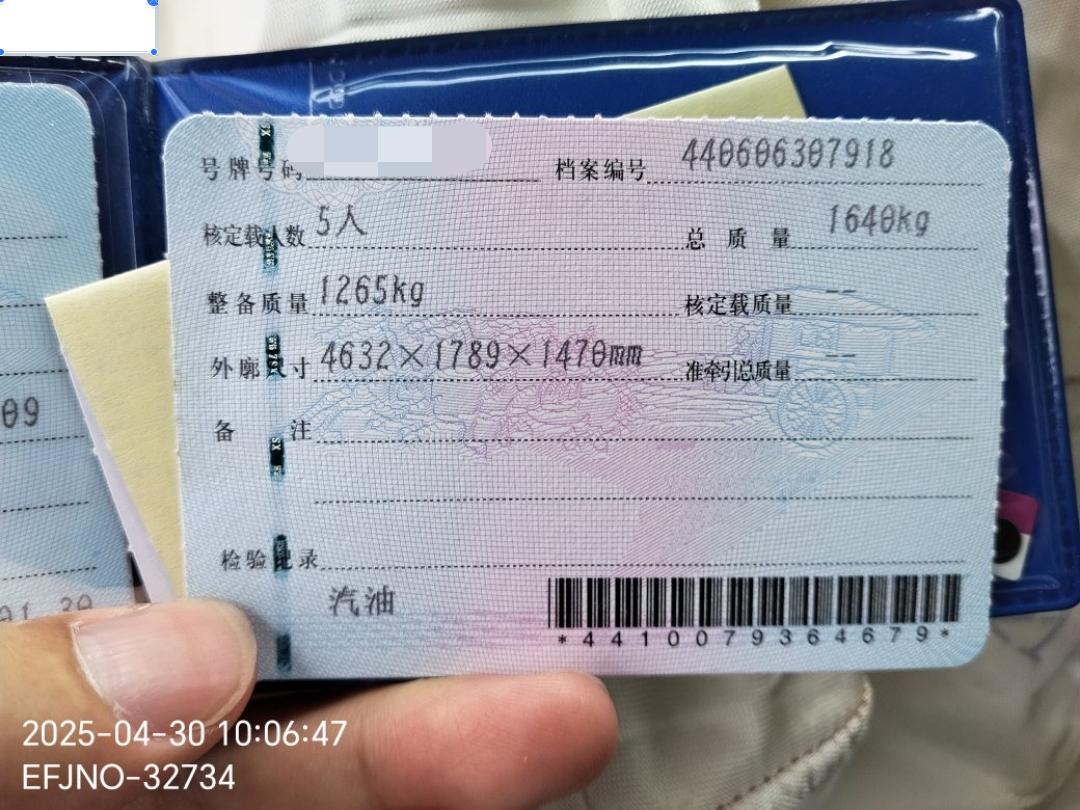 号牌号码 档案编号 440606307918
核定载人数 5人 总质量 1640kg
整备质量 1265kg 核定载质量 --
外廓尺寸 4632×1789×1470mm 准牵引总质量 --
备注
检验记录
汽油
*4410079364679*
09
01 30
2025-04-30 10:06:47
EFJNO-32734